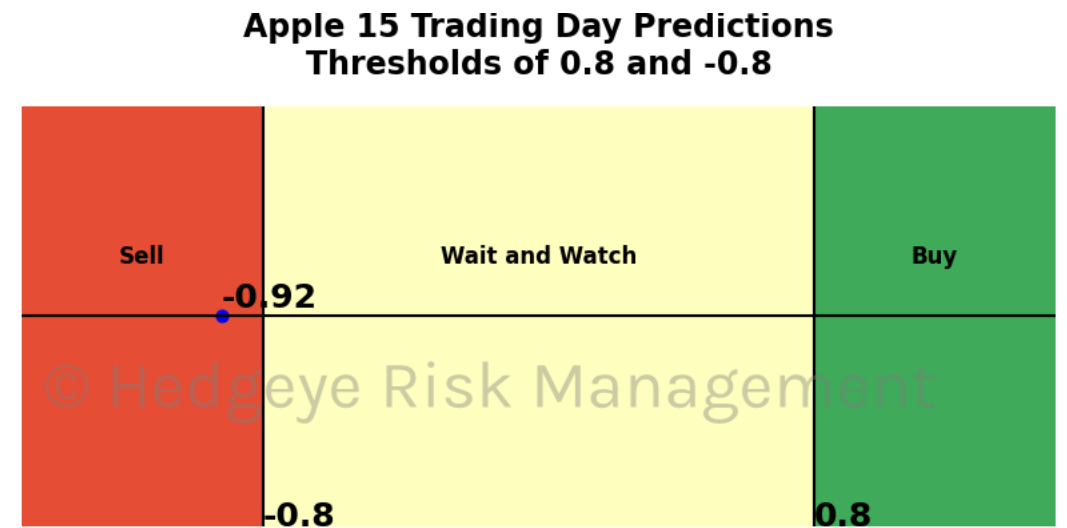 Apple 15 Trading Day Predictions
Thresholds of 0.8 and -0.8
Sell
Wait and Watch
Buy
-0.92
© Hedgeye Risk Management
-0.8
0.8